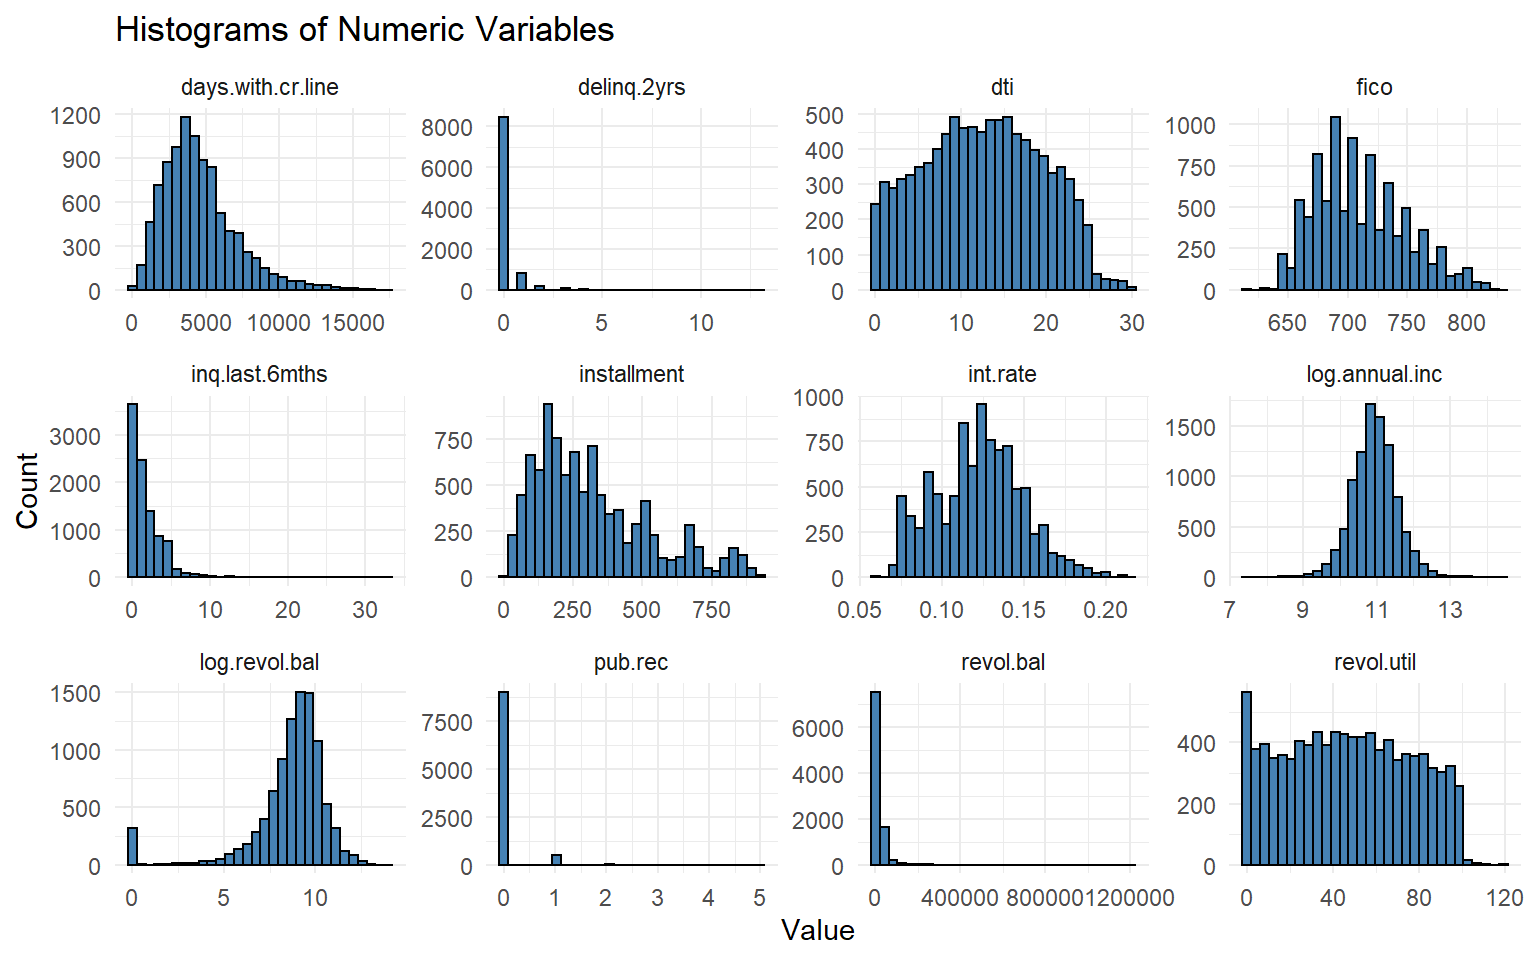 Histograms of Numeric Variables
days.with.cr.line
delinq.2yrs
dti
fico
1200
900
600
300
0
0 5000 10000 15000
8000
6000
4000
2000
0
0 5 10
500
400
300
200
100
0
0 10 20 30
1000
750
500
250
0
650 700 750 800
inq.last.6mths
installment
int.rate
log.annual.inc
3000
2000
1000
0
0 10 20 30
750
500
250
0
0 250 500 750
1000
750
500
250
0
0.05 0.10 0.15 0.20
1500
1000
500
0
7 9 11 13
log.revol.bal
pub.rec
revol.bal
revol.util
1500
1000
500
0
0 5 10
7500
5000
2500
0
0 1 2 3 4 5
6000
4000
2000
0
0 400000 800000 1200000
400
200
0
0 40 80 120
Count
Value